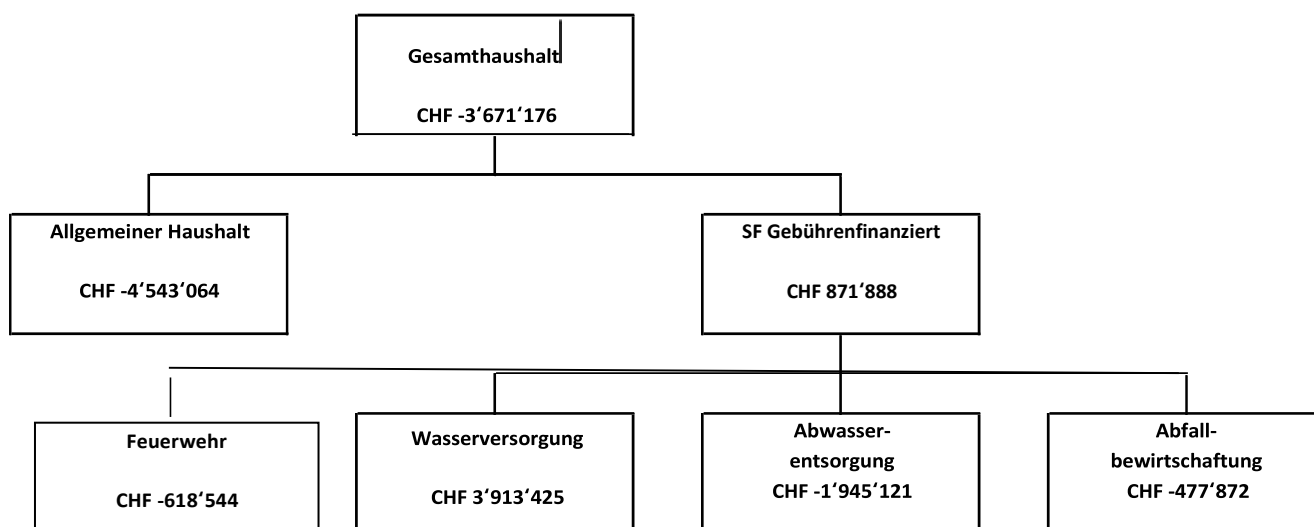 Gesamthaushalt
CHF -3‘671‘176
Allgemeiner Haushalt
CHF -4‘543‘064
SF Gebührenfinanziert
CHF 871‘888
Feuerwehr
CHF -618‘544
Wasserversorgung
CHF 3‘913‘425
Abwasser-
entsorgung
CHF -1‘945‘121
Abfall-
bewirtschaftung
CHF -477‘872